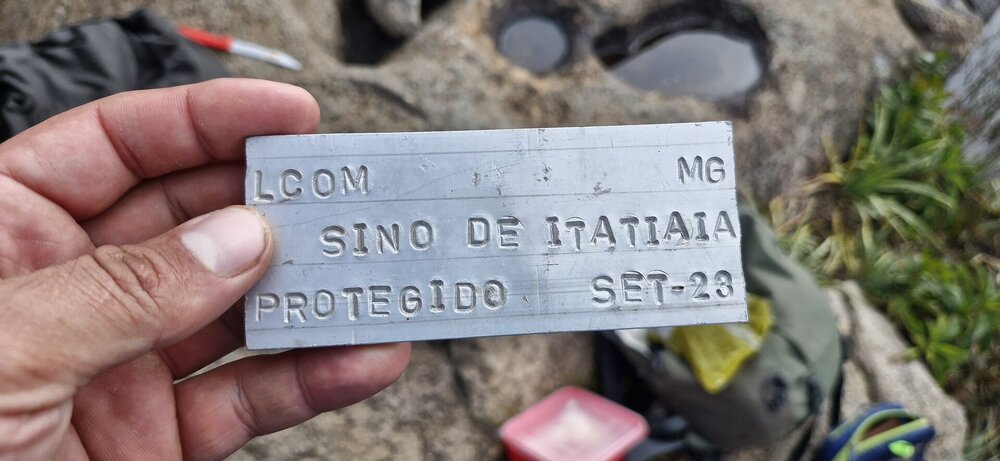 LCOM MG
SINO DE ITATIAIA
PROTEGIDO SET-23